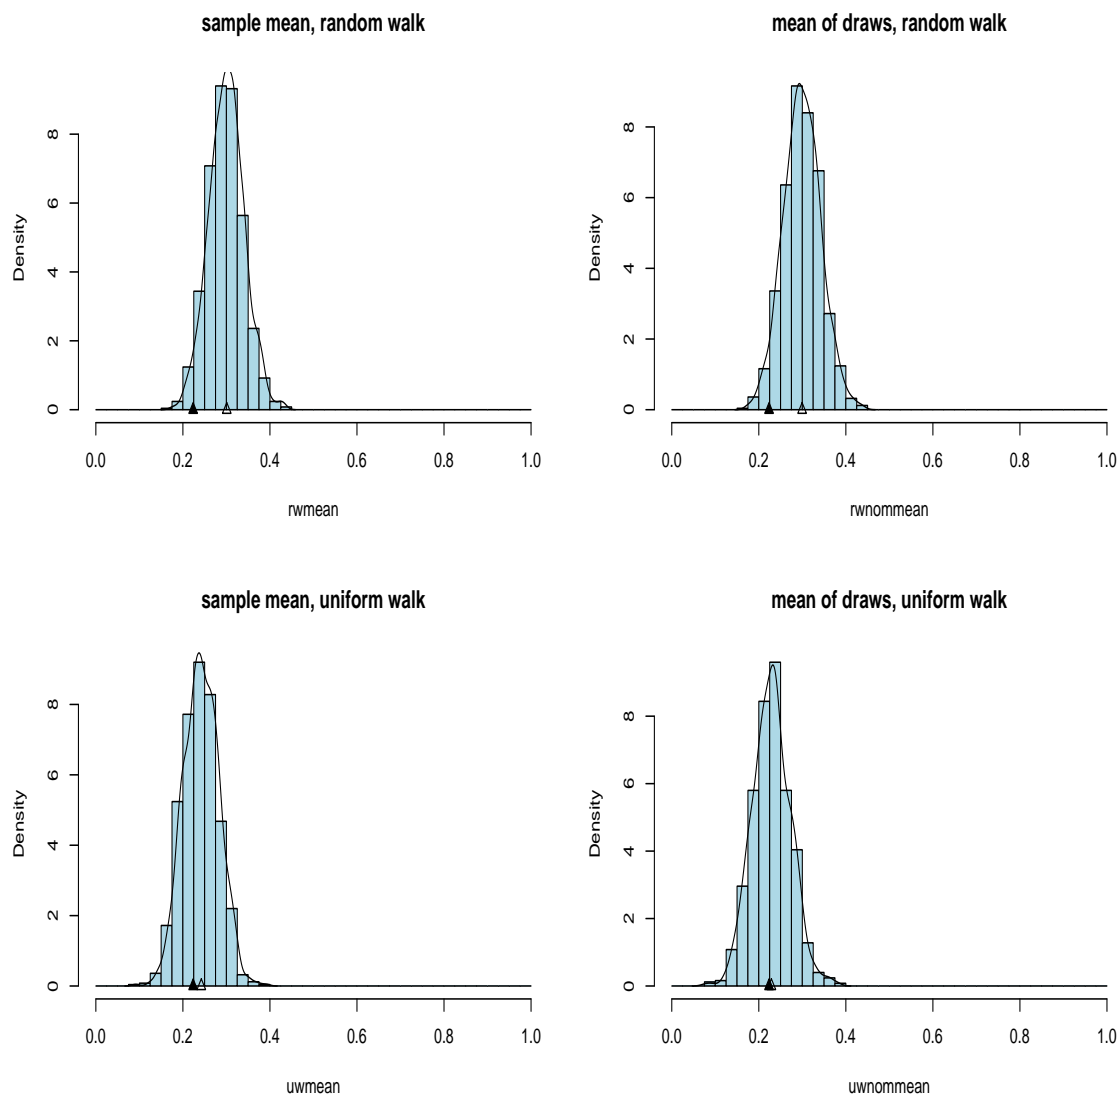 sample mean, random walk
Density
0 2 4 6 8
0.0 0.2 0.4 0.6 0.8 1.0
rwmean
mean of draws, random walk
Density
0 2 4 6 8
0.0 0.2 0.4 0.6 0.8 1.0
rwnommean
sample mean, uniform walk
Density
0 2 4 6 8
0.0 0.2 0.4 0.6 0.8 1.0
uwmean
mean of draws, uniform walk
Density
0 2 4 6 8
0.0 0.2 0.4 0.6 0.8 1.0
uwnommean